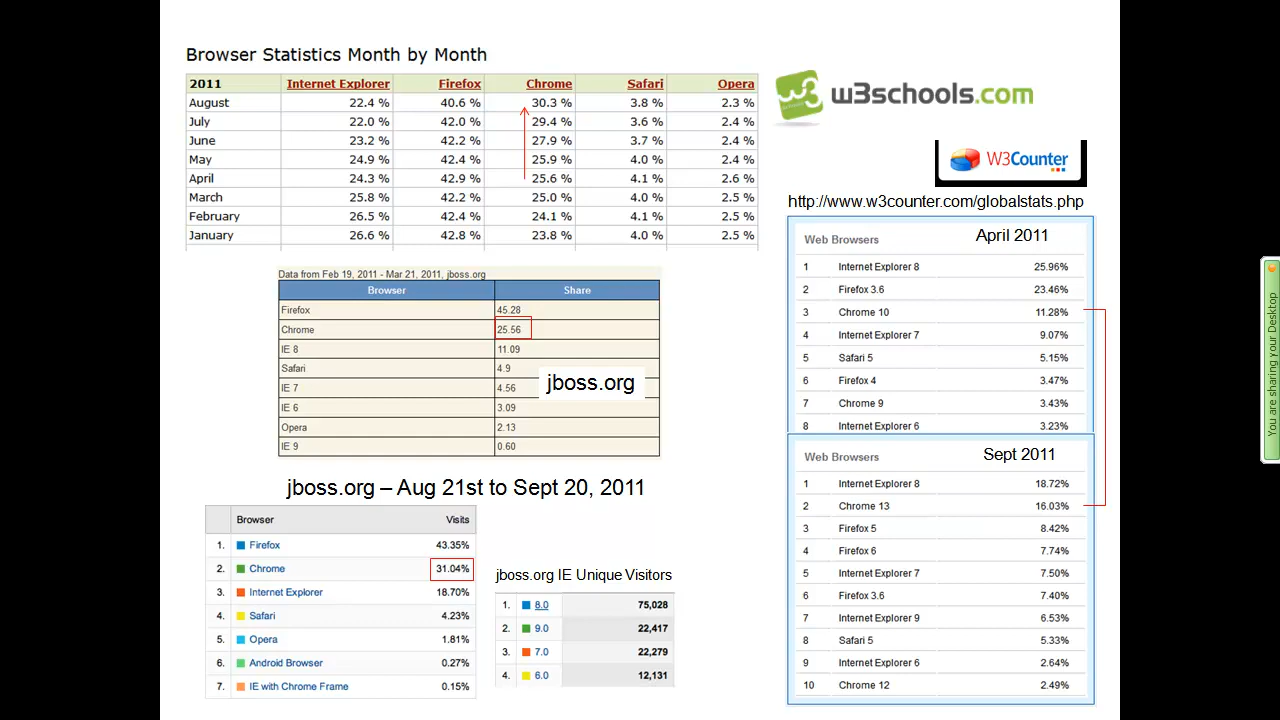 Browser Statistics Month by Month
2011 Internet Explorer Firefox Chrome Safari Opera
August 22.4 % 40.6 % 30.3 % 3.8 % 2.3 %
July 22.0 % 42.0 % 29.4 % 3.6 % 2.4 %
June 23.2 % 42.2 % 27.9 % 3.7 % 2.4 %
May 24.9 % 42.4 % 25.9 % 4.0 % 2.4 %
April 24.3 % 42.9 % 25.6 % 4.1 % 2.6 %
March 25.8 % 42.2 % 25.0 % 4.0 % 2.5 %
February 26.5 % 42.4 % 24.1 % 4.1 % 2.5 %
January 26.6 % 42.8 % 23.8 % 4.0 % 2.5 %
w3 w3schools.com
W3Counter
http://www.w3counter.com/globalstats.php
Data from Feb 19, 2011 - Mar 21, 2011, jboss.org
Browser Share
Firefox 45.28
Chrome 25.56
IE 8 11.09
Safari 4.9
IE 7 4.56
IE 6 3.09
Opera 2.13
IE 9 0.60
jboss.org
Web Browsers April 2011
1 Internet Explorer 8 25.96%
2 Firefox 3.6 23.46%
3 Chrome 10 11.28%
4 Internet Explorer 7 9.07%
5 Safari 5 5.15%
6 Firefox 4 3.47%
7 Chrome 9 3.43%
8 Internet Explorer 6 3.23%
Web Browsers Sept 2011
1 Internet Explorer 8 18.72%
2 Chrome 13 16.03%
3 Firefox 5 8.42%
4 Firefox 6 7.74%
5 Internet Explorer 7 7.50%
6 Firefox 3.6 7.40%
7 Internet Explorer 9 6.53%
8 Safari 5 5.33%
9 Internet Explorer 6 2.64%
10 Chrome 12 2.49%
jboss.org – Aug 21st to Sept 20, 2011
Browser Visits
1. Firefox 43.35%
2. Chrome 31.04%
3. Internet Explorer 18.70%
4. Safari 4.23%
5. Opera 1.81%
6. Android Browser 0.27%
7. IE with Chrome Frame 0.15%
jboss.org IE Unique Visitors
1. 8.0 75,028
2. 9.0 22,417
3. 7.0 22,279
4. 6.0 12,131
You are sharing your Desktop